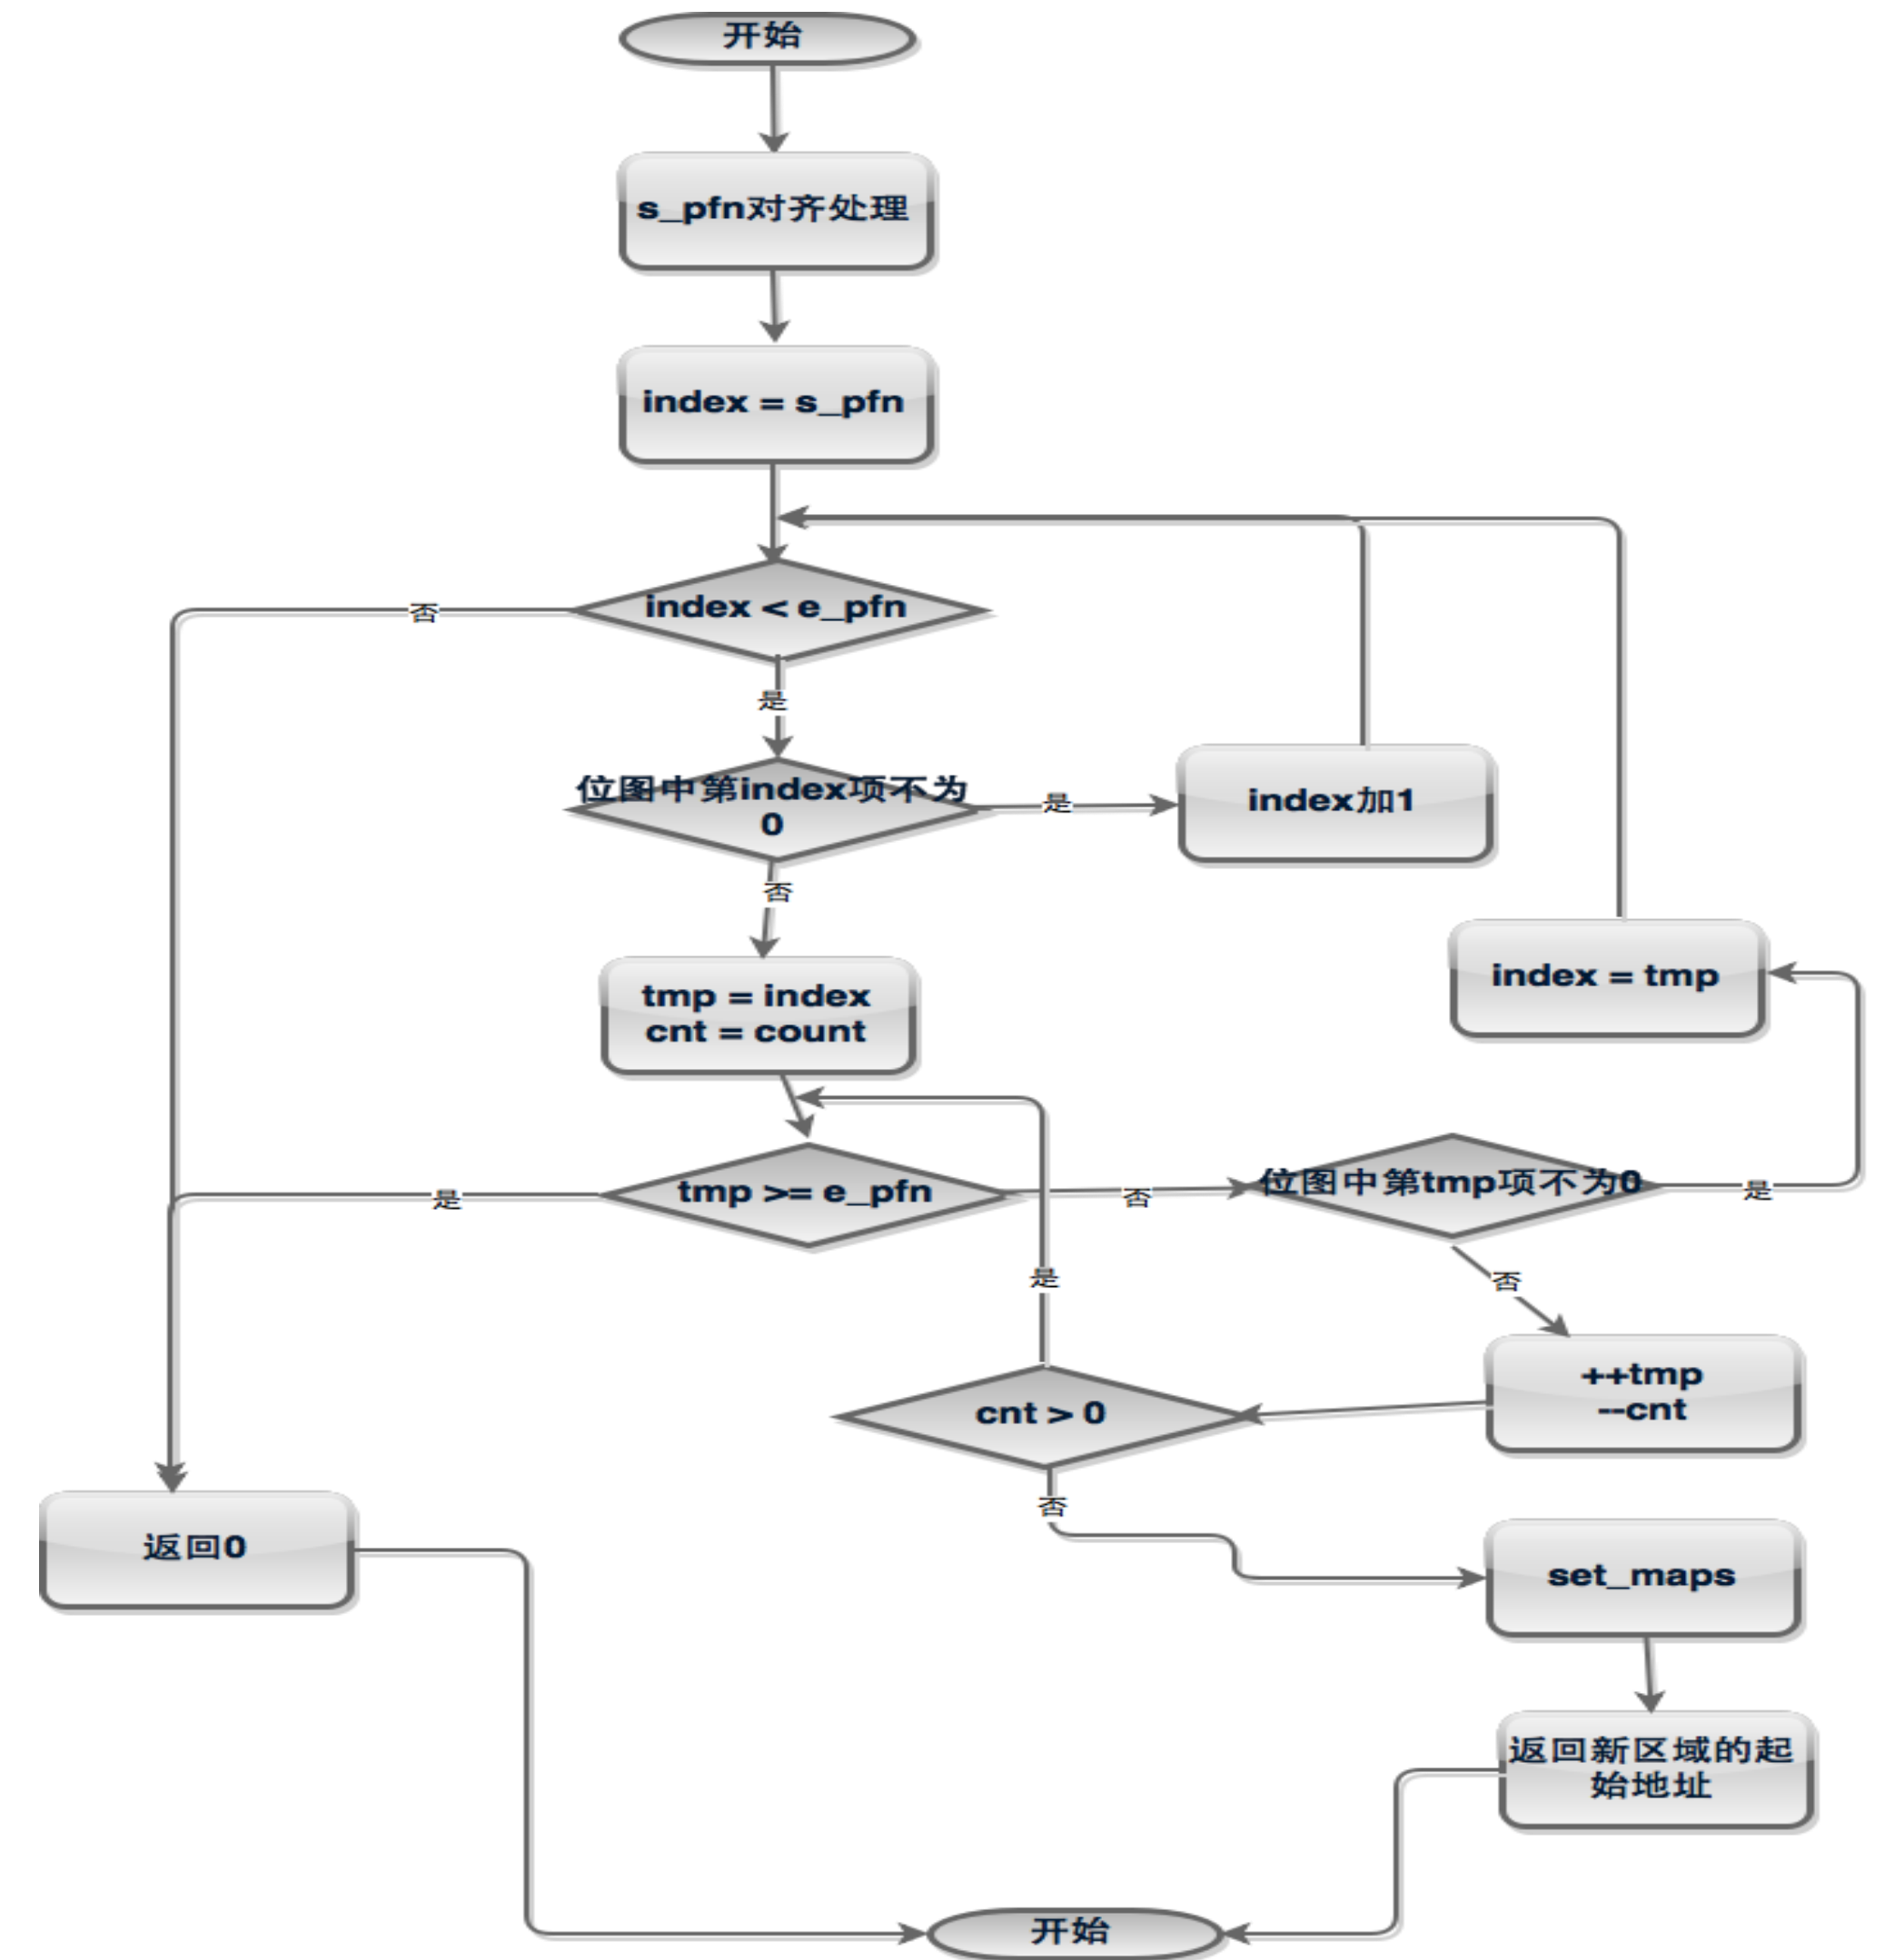 开始
s_pfn对齐处理
index = s_pfn
index < e_pfn
否
是
位图中第index项不为
0
是
index加1
否
tmp = index
cnt = count
index = tmp
tmp >= e_pfn
是
否
位图中第tmp项不为0
是
是
否
++tmp
--cnt
cnt > 0
否
返回0
set_maps
返回新区域的起
始地址
开始